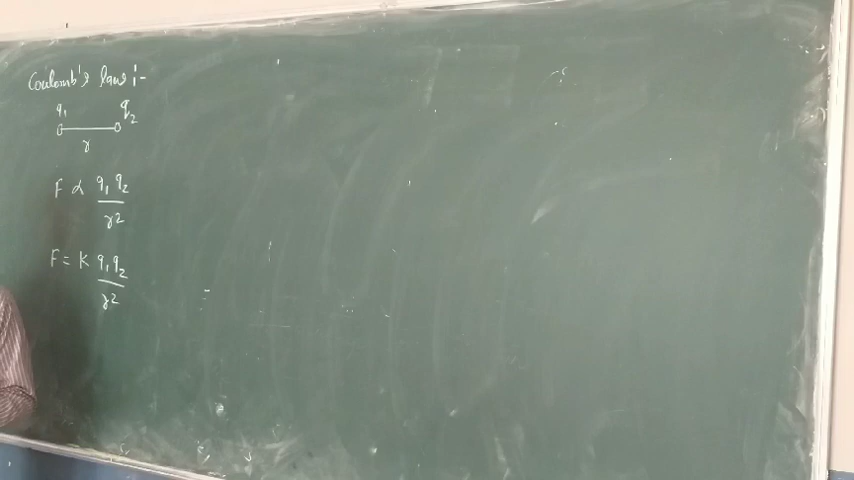 Coulomb's law :-
q₁ q₂
r
F ∝ q₁ q₂
r²
F = K q₁ q₂
r²